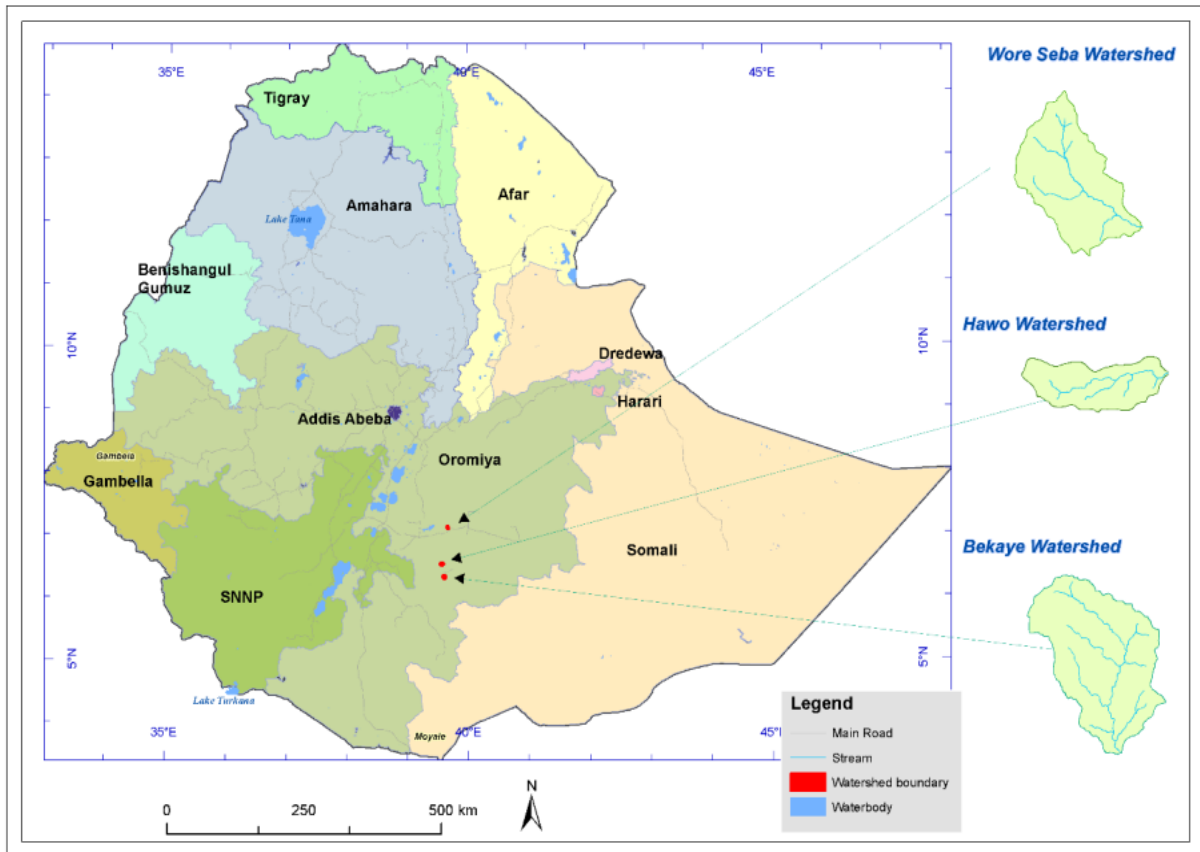 Wore Seba Watershed
35°E
40°E
45°E
Tigray
Afar
Amahara
Lake Tana
Benishangul
Gumuz
10°N
10°N
Hawo Watershed
Dredewa
Harari
Addis Abeba
Oromiya
Gambela
Gambella
Somali
Bekaye Watershed
SNNP
5°N
5°N
Lake Turkana
Moyale
35°E
40°E
45°E
Legend
Main Road
Stream
Watershed boundary
Waterbody
N
0
250
500 km